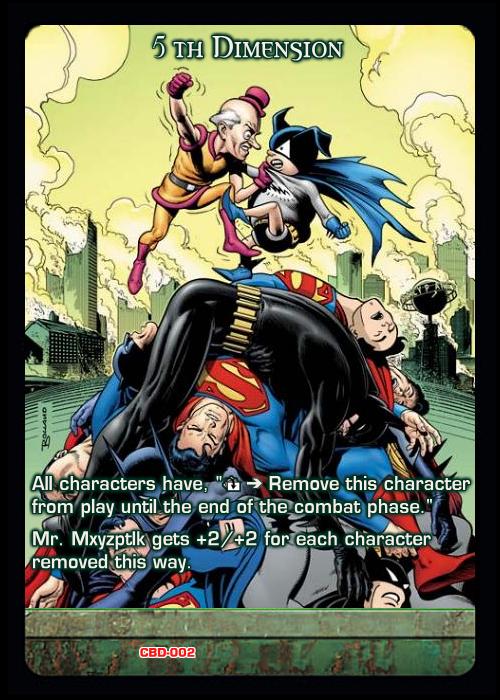 5 TH DIMENSION
BOLLAND
All characters have, " ➔ Remove this character
from play until the end of the combat phase."
Mr. Mxyzptlk gets +2/+2 for each character
removed this way.
CBD-002